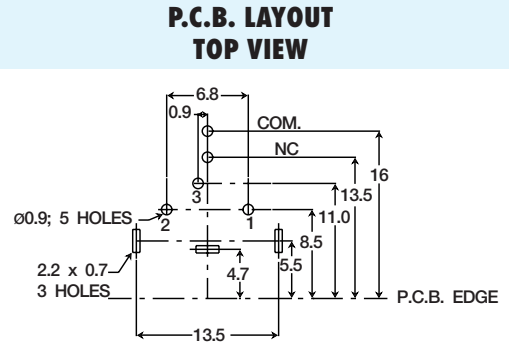 P.C.B. LAYOUT
TOP VIEW
6.8
0.9
COM.
NC
16
13.5
3
11.0
Ø0.9; 5 HOLES
2
1
8.5
5.5
2.2 x 0.7
3 HOLES
4.7
P.C.B. EDGE
13.5